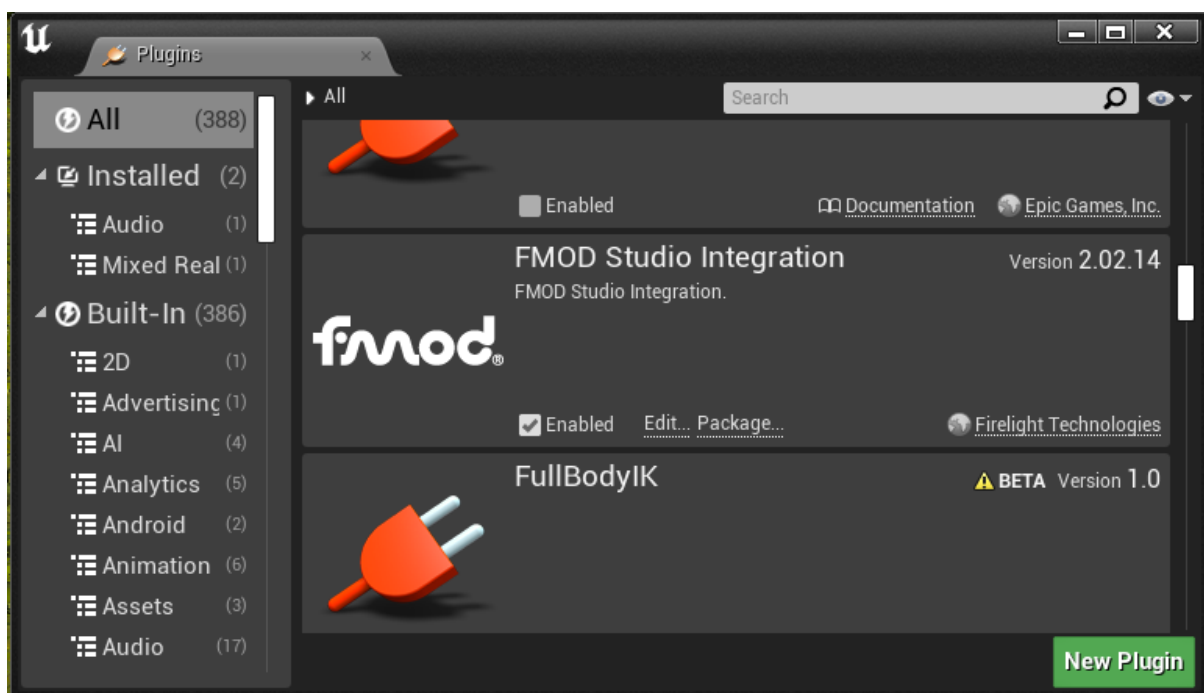 Plugins
All (388)
Installed (2)
Audio (1)
Mixed Real (1)
Built-In (386)
2D (1)
Advertising (1)
AI (4)
Analytics (5)
Android (2)
Animation (6)
Assets (3)
Audio (17)
All
Search
Enabled Documentation Epic Games, Inc.
FMOD Studio Integration Version 2.02.14
FMOD Studio Integration.
fmod®
Enabled Edit... Package... Firelight Technologies
FullBodyIK BETA Version 1.0
New Plugin